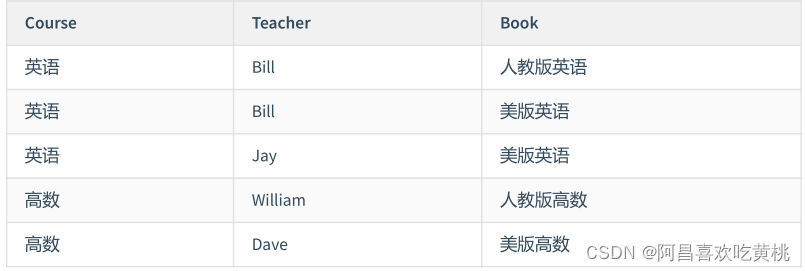 Course Teacher Book
英语 Bill 人教版英语
英语 Bill 美版英语
英语 Jay 美版英语
高数 William 人教版高数
高数 Dave 美版高数
CSDN @阿昌喜欢吃黄桃